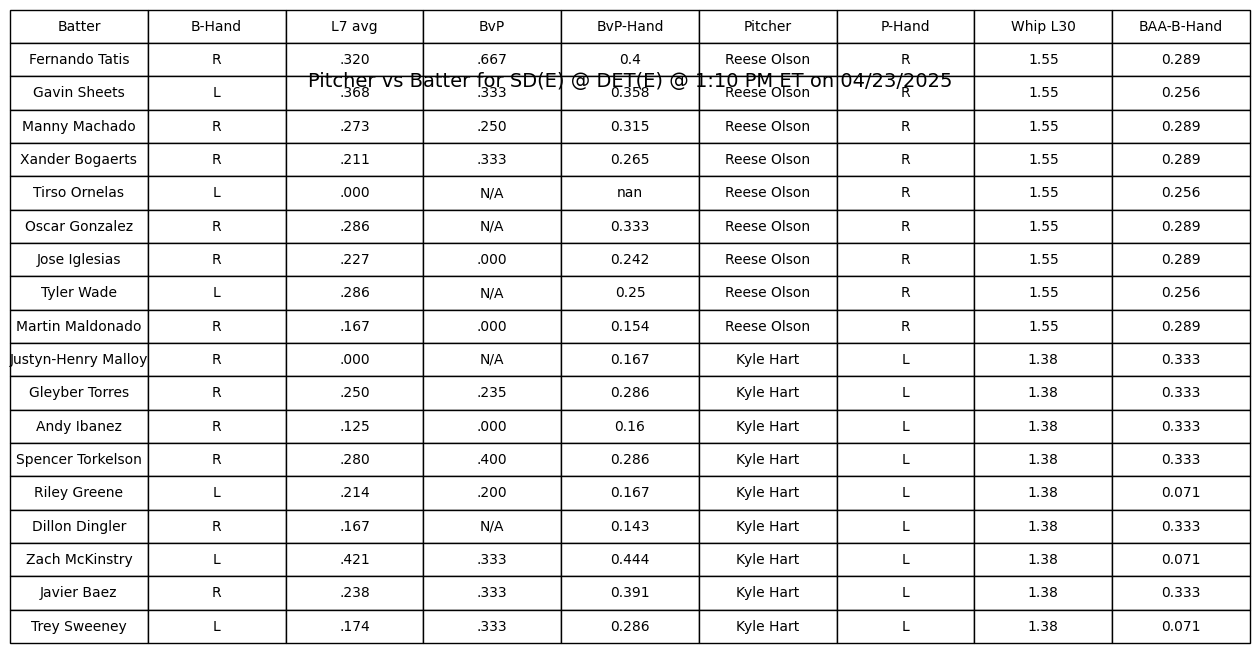 Batter B-Hand L7 avg BvP BvP-Hand Pitcher P-Hand Whip L30 BAA-B-Hand
Fernando Tatis R .320 .667 0.4 Reese Olson R 1.55 0.289
Pitcher vs Batter for SD(E) @ DET(E) @ 1:10 PM ET on 04/23/2025
Gavin Sheets L .368 .333 0.358 Reese Olson R 1.55 0.256
Manny Machado R .273 .250 0.315 Reese Olson R 1.55 0.289
Xander Bogaerts R .211 .333 0.265 Reese Olson R 1.55 0.289
Tirso Ornelas L .000 N/A nan Reese Olson R 1.55 0.256
Oscar Gonzalez R .286 N/A 0.333 Reese Olson R 1.55 0.289
Jose Iglesias R .227 .000 0.242 Reese Olson R 1.55 0.289
Tyler Wade L .286 N/A 0.25 Reese Olson R 1.55 0.256
Martin Maldonado R .167 .000 0.154 Reese Olson R 1.55 0.289
Justyn-Henry Malloy R .000 N/A 0.167 Kyle Hart L 1.38 0.333
Gleyber Torres R .250 .235 0.286 Kyle Hart L 1.38 0.333
Andy Ibanez R .125 .000 0.16 Kyle Hart L 1.38 0.333
Spencer Torkelson R .280 .400 0.286 Kyle Hart L 1.38 0.333
Riley Greene L .214 .200 0.167 Kyle Hart L 1.38 0.071
Dillon Dingler R .167 N/A 0.143 Kyle Hart L 1.38 0.333
Zach McKinstry L .421 .333 0.444 Kyle Hart L 1.38 0.071
Javier Baez R .238 .333 0.391 Kyle Hart L 1.38 0.333
Trey Sweeney L .174 .333 0.286 Kyle Hart L 1.38 0.071